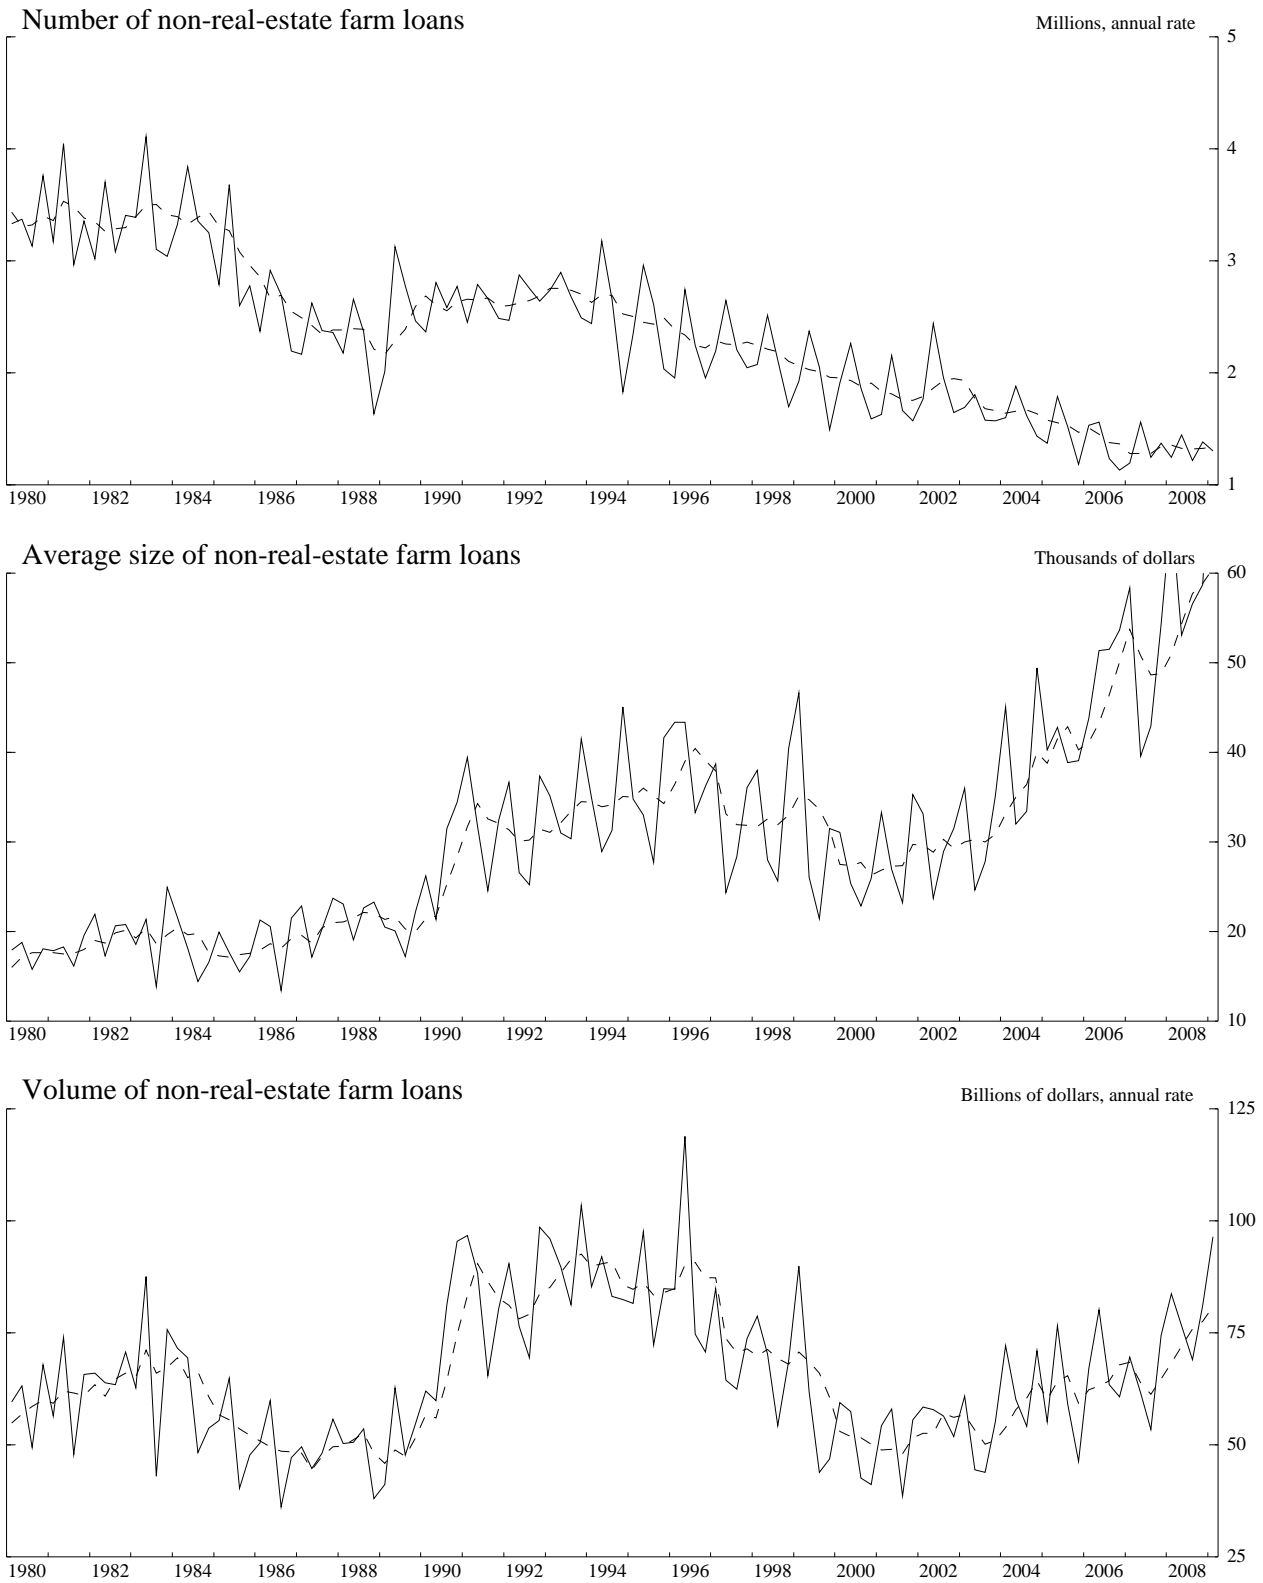 Number of non-real-estate farm loans Millions, annual rate
5
4
3
2
1
1980 1982 1984 1986 1988 1990 1992 1994 1996 1998 2000 2002 2004 2006 2008
Average size of non-real-estate farm loans Thousands of dollars
60
50
40
30
20
10
1980 1982 1984 1986 1988 1990 1992 1994 1996 1998 2000 2002 2004 2006 2008
Volume of non-real-estate farm loans Billions of dollars, annual rate
125
100
75
50
25
1980 1982 1984 1986 1988 1990 1992 1994 1996 1998 2000 2002 2004 2006 2008